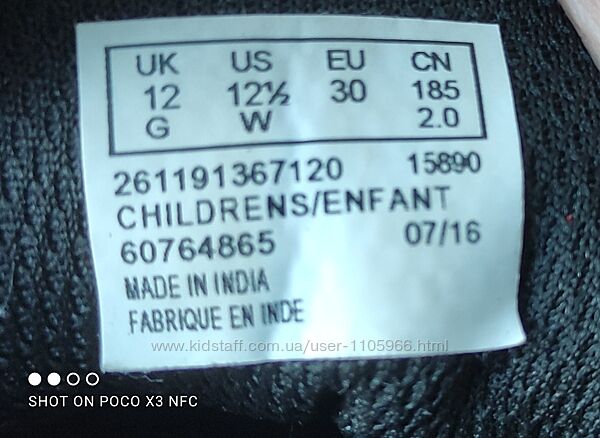 UK US EU CN
12 12½ 30 185
G W 2.0
261191367120 15890
CHILDRENS/ENFANT
60764865 07/16
MADE IN INDIA
FABRIQUE EN INDE
www.kidstaff.com.ua/user-1105966.html
SHOT ON POCO X3 NFC